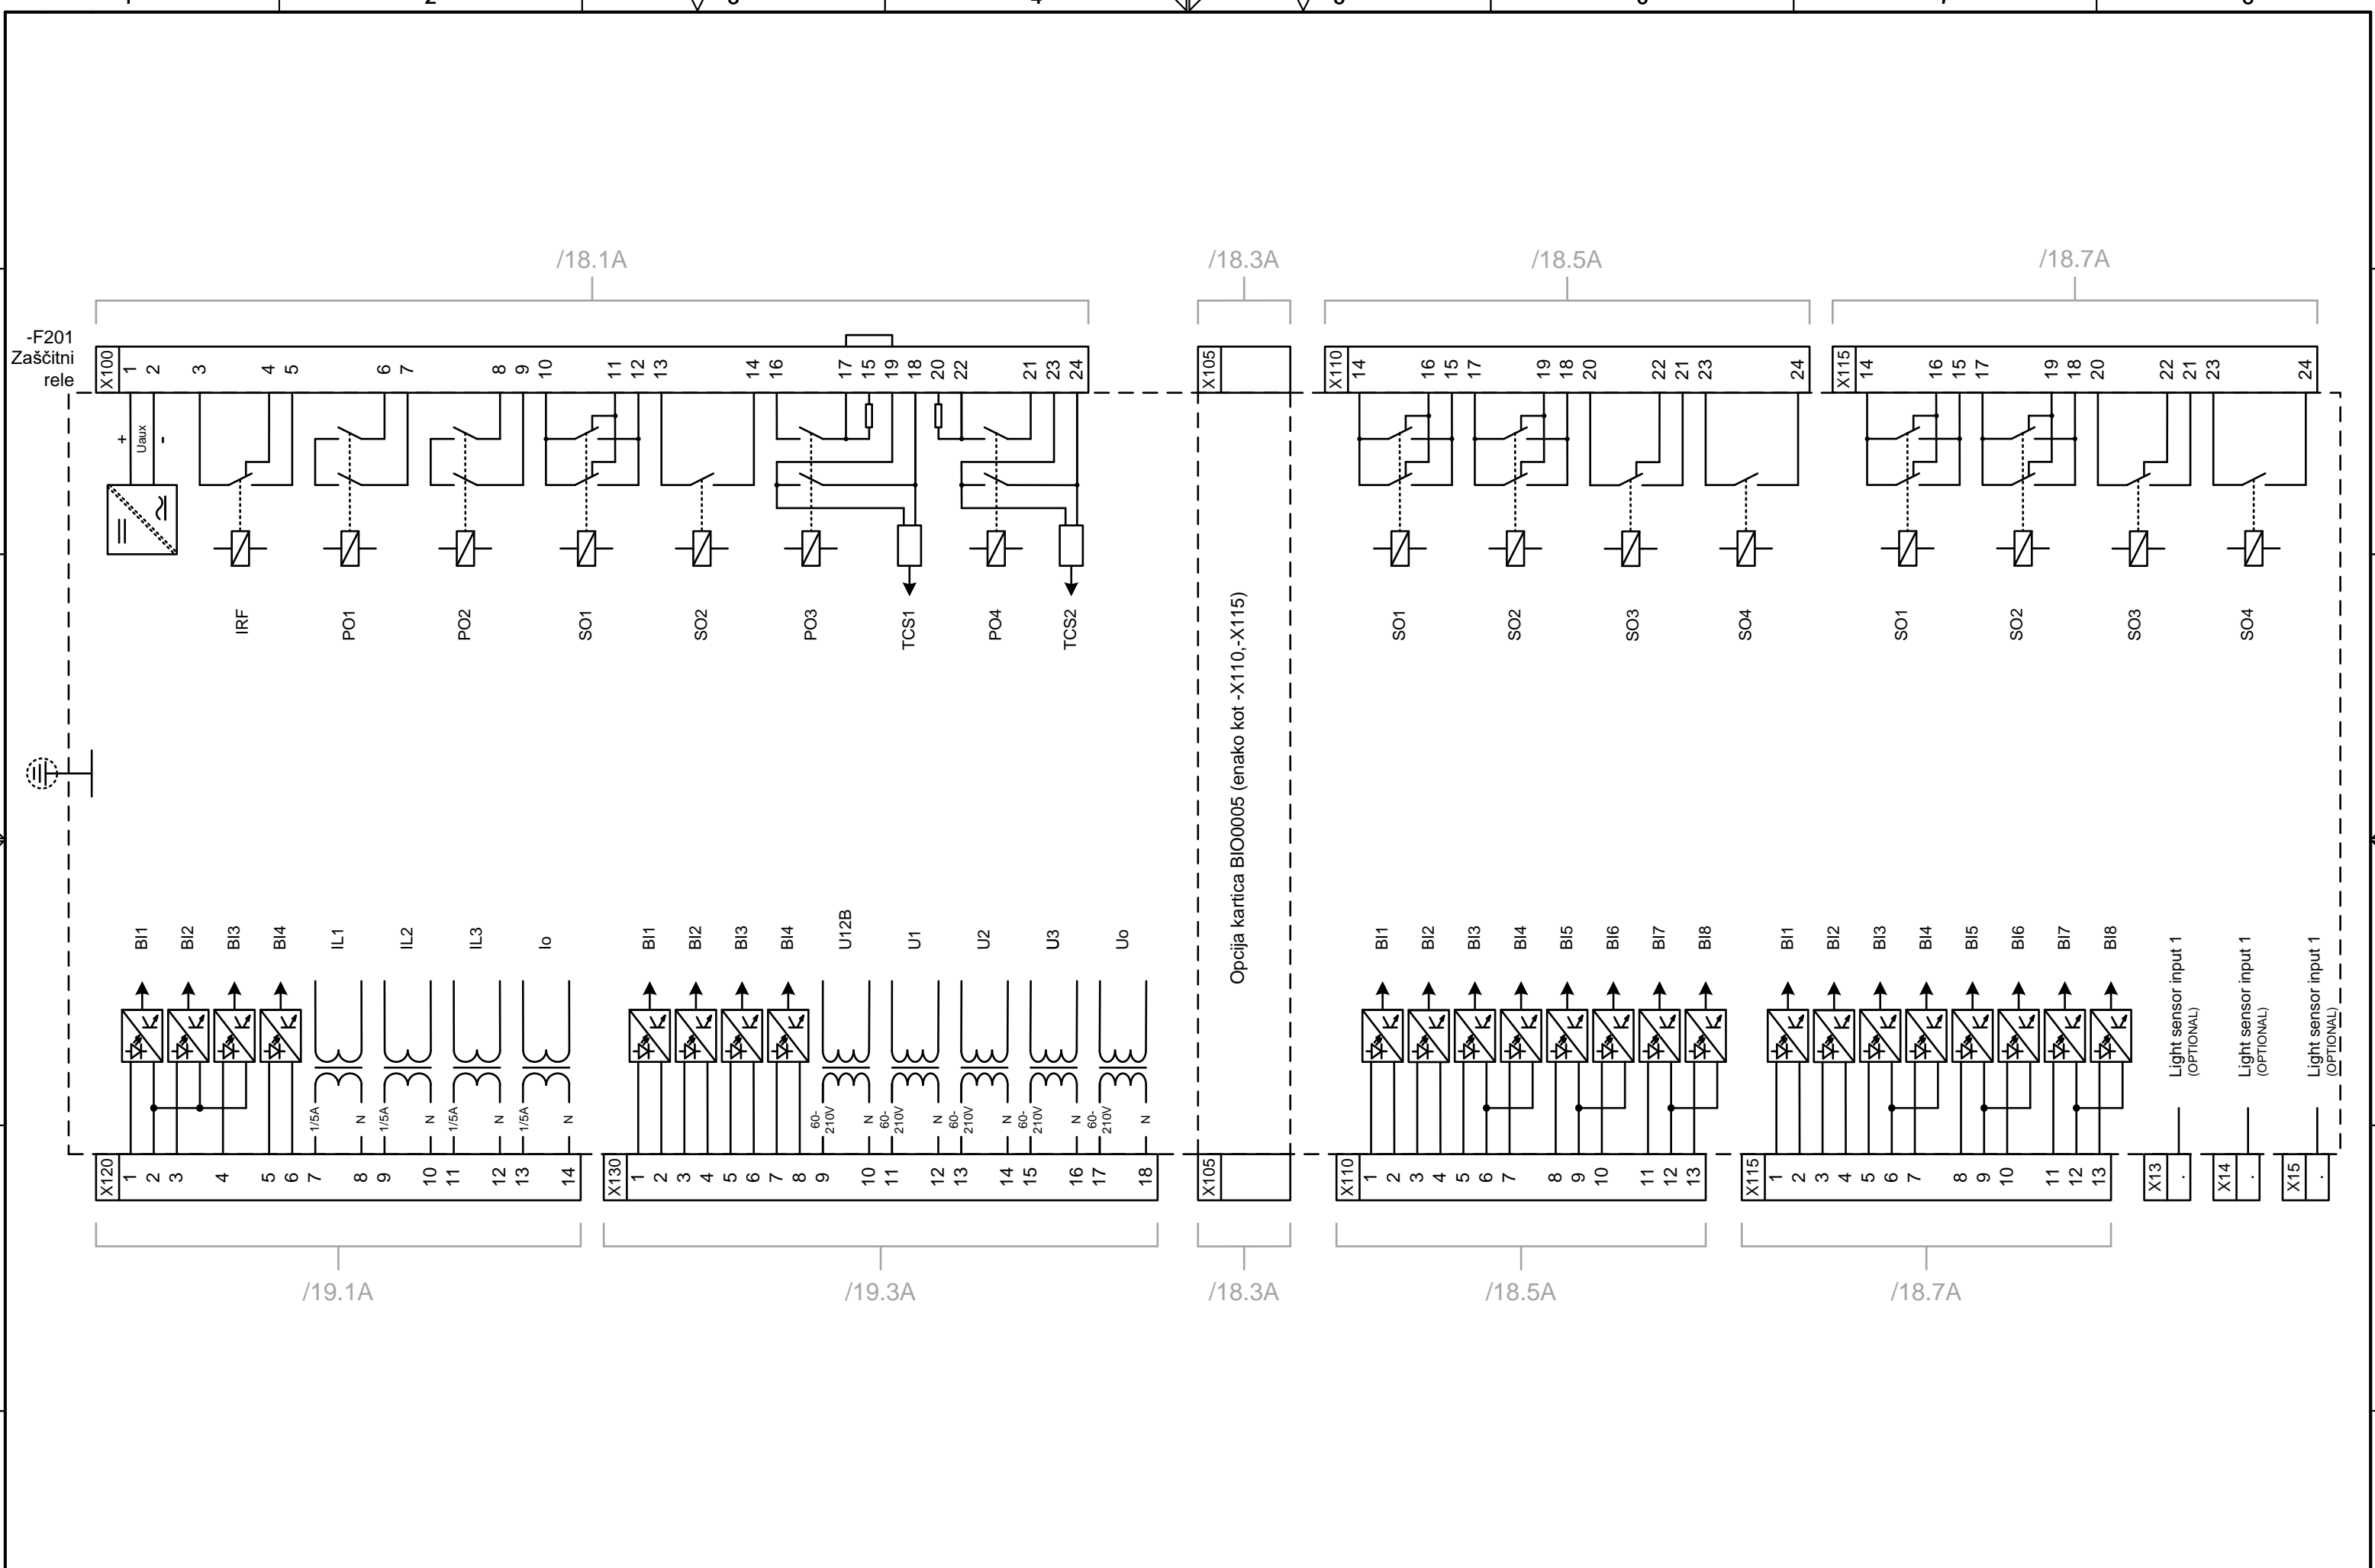 /18.1A
/18.3A
/18.5A
/18.7A
-F201
Zaščitni
rele
X100 1 2 3 4 5 6 7 8 9 10 11 12 13 14 16 17 15 19 18 20 22 21 23 24
X105
X110 14 16 15 17 19 18 20 22 21 23 24
X115 14 16 15 17 19 18 20 22 21 23 24
+ Uaux -
IRF PO1 PO2 SO1 SO2 PO3 TCS1 PO4 TCS2
SO1 SO2 SO3 SO4
SO1 SO2 SO3 SO4
Opcija kartica BIO0005 (enako kot -X110,-X115)
BI1 BI2 BI3 BI4 IL1 IL2 IL3 Io
BI1 BI2 BI3 BI4 U12B U1 U2 U3 Uo
BI1 BI2 BI3 BI4 BI5 BI6 BI7 BI8
BI1 BI2 BI3 BI4 BI5 BI6 BI7 BI8
Light sensor input 1
(OPTIONAL)
Light sensor input 1
(OPTIONAL)
Light sensor input 1
(OPTIONAL)
1/5A N 1/5A N 1/5A N 1/5A N
60-210V N 60-210V N 60-210V N 60-210V N 60-210V N
X120 1 2 3 4 5 6 7 8 9 10 11 12 13 14
X130 1 2 3 4 5 6 7 8 9 10 11 12 13 14 15 16 17 18
X105
X110 1 2 3 4 5 6 7 8 9 10 11 12 13
X115 1 2 3 4 5 6 7 8 9 10 11 12 13
X13 .
X14 .
X15 .
/19.1A
/19.3A
/18.3A
/18.5A
/18.7A